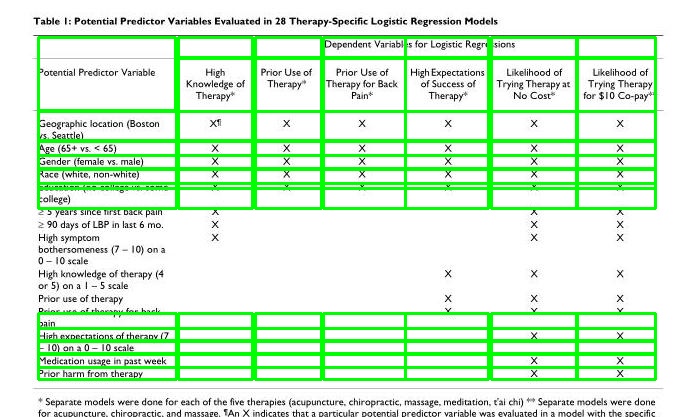 Table 1: Potential Predictor Variables Evaluated in 28 Therapy-Specific Logistic Regression Models
Dependent Variables for Logistic Regressions
Potential Predictor Variable High Knowledge of Therapy* Prior Use of Therapy* Prior Use of Therapy for Back Pain* High Expectations of Success of Therapy* Likelihood of Trying Therapy at No Cost* Likelihood of Trying Therapy for $10 Co-pay**
Geographic location (Boston X¶ X X X X X
vs. Seattle)
Age (65+ vs. < 65) X X X X X X
Gender (female vs. male) X X X X X X
Race (white, non-white) X X X X X X
Education (no college vs. some X X X X X X
college)
≥ 5 years since first back pain X X X
≥ 90 days of LBP in last 6 mo. X X X
High symptom X X X
bothersomeness (7 – 10) on a
0 – 10 scale
High knowledge of therapy (4 X X X
or 5) on a 1 – 5 scale
Prior use of therapy X X X
Prior use of therapy for back X X X
pain
High expectations of therapy (7 X X
– 10) on a 0 – 10 scale
Medication usage in past week X X
Prior harm from therapy X X
* Separate models were done for each of the five therapies (acupuncture, chiropractic, massage, meditation, t'ai chi) ** Separate models were done
for acupuncture, chiropractic, and massage. ¶An X indicates that a particular potential predictor variable was evaluated in a model with the specific